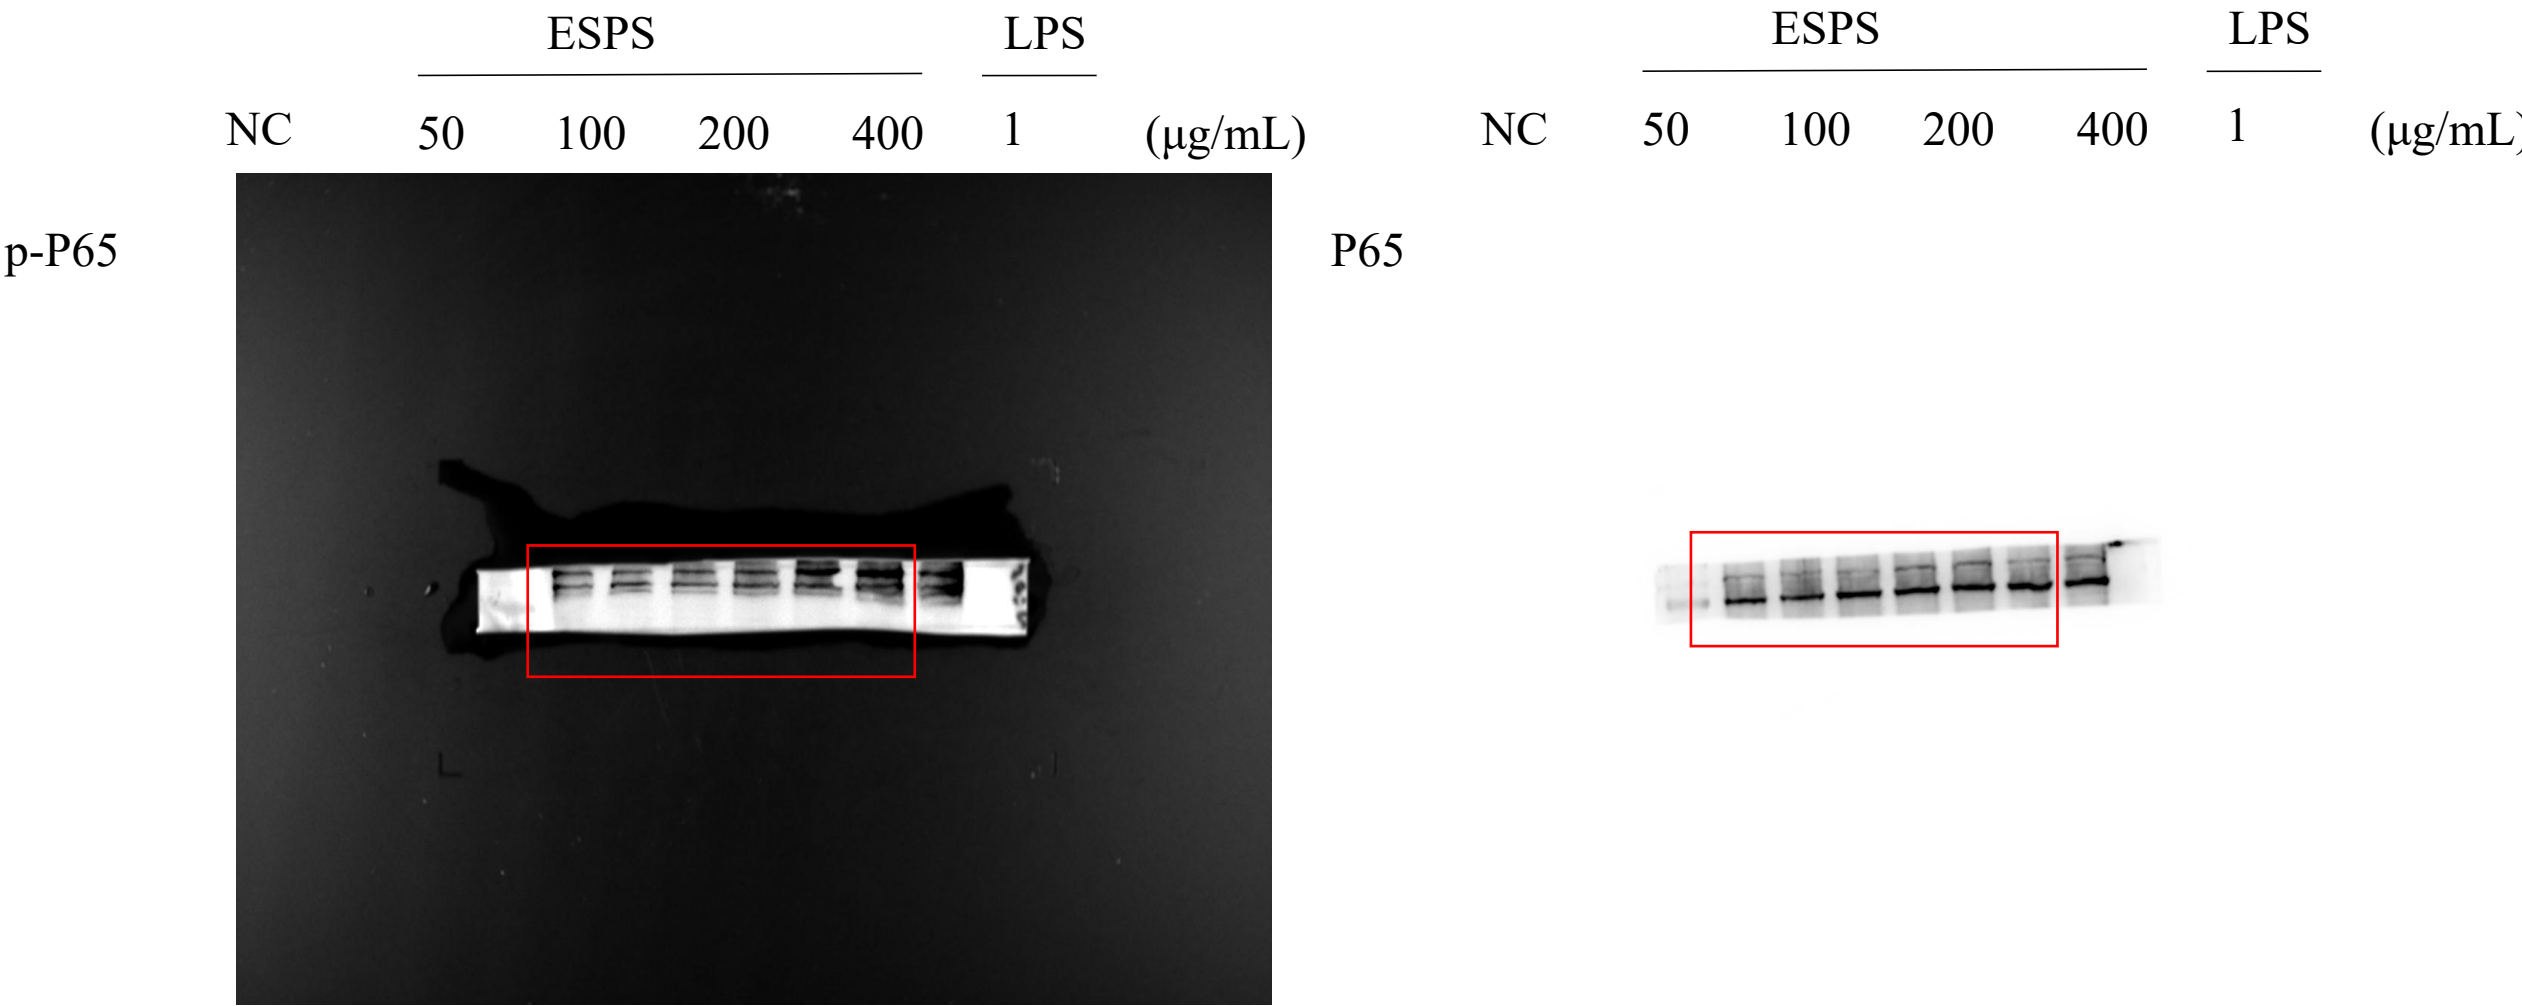 ESPS LPS
NC 50 100 200 400 1 (μg/mL)
p-P65
ESPS LPS
NC 50 100 200 400 1 (μg/mL)
P65